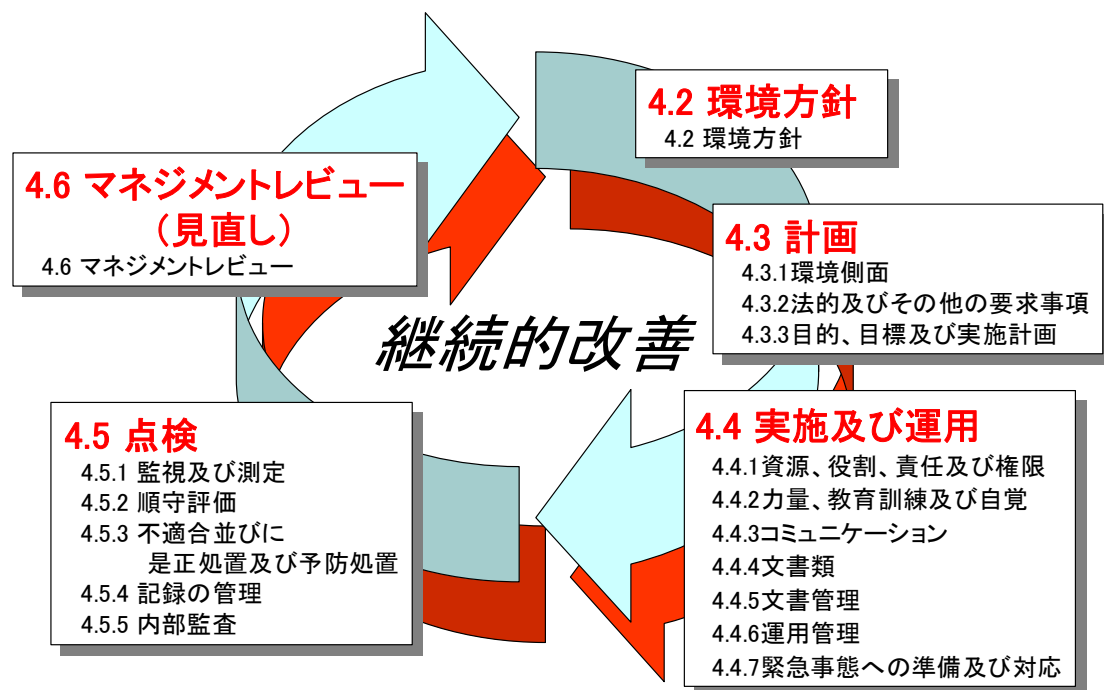 4.2 環境方針
4.2 環境方針
4.3 計画
4.3.1環境側面
4.3.2法的及びその他の要求事項
4.3.3目的、目標及び実施計画
4.4 実施及び運用
4.4.1資源、役割、責任及び権限
4.4.2力量、教育訓練及び自覚
4.4.3コミュニケーション
4.4.4文書類
4.4.5文書管理
4.4.6運用管理
4.4.7緊急事態への準備及び対応
4.5 点検
4.5.1 監視及び測定
4.5.2 順守評価
4.5.3 不適合並びに
是正処置及び予防処置
4.5.4 記録の管理
4.5.5 内部監査
4.6 マネジメントレビュー
（見直し）
4.6 マネジメントレビュー
継続的改善